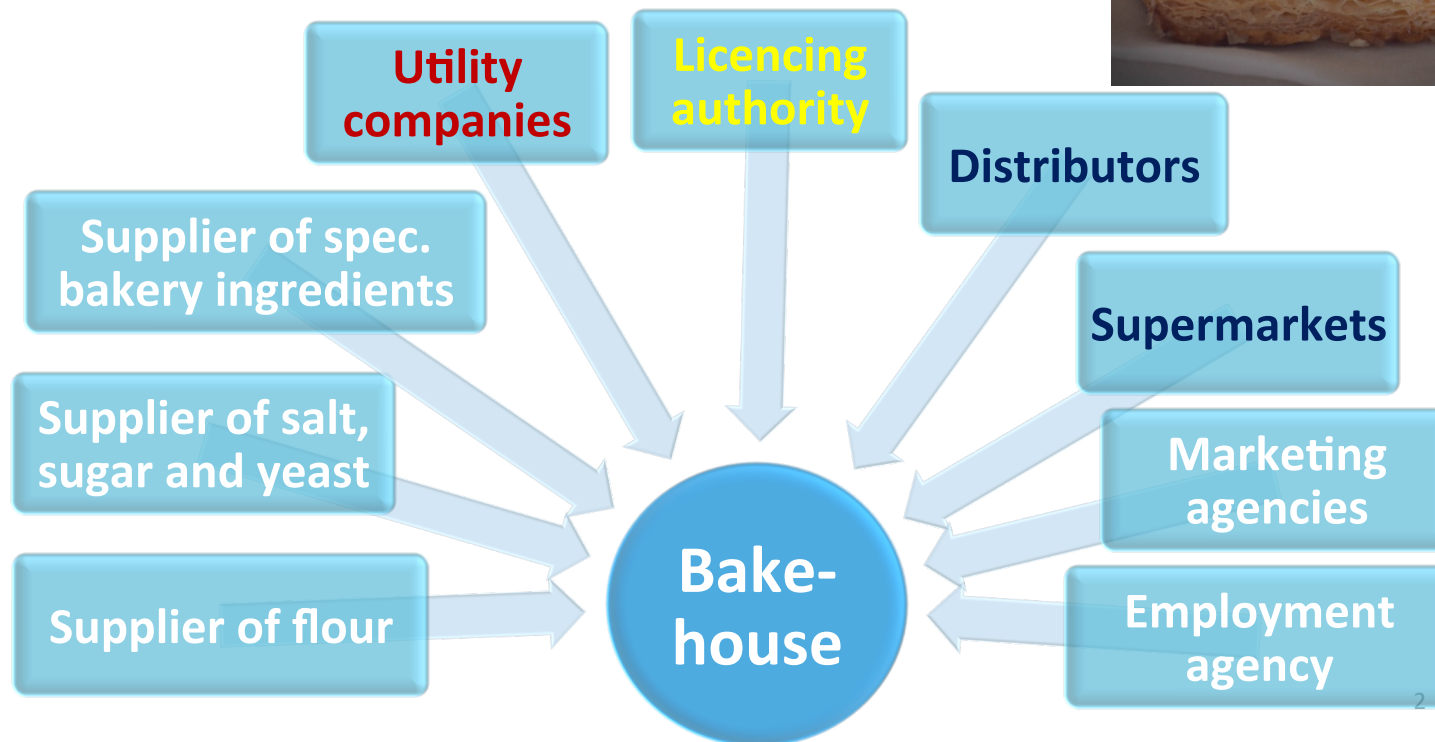 Utility
companies
Licencing
authority
Distributors
Supplier of spec.
bakery ingredients
Supermarkets
Supplier of salt,
sugar and yeast
Marketing
agencies
Supplier of flour
Bake-
house
Employment
agency
2